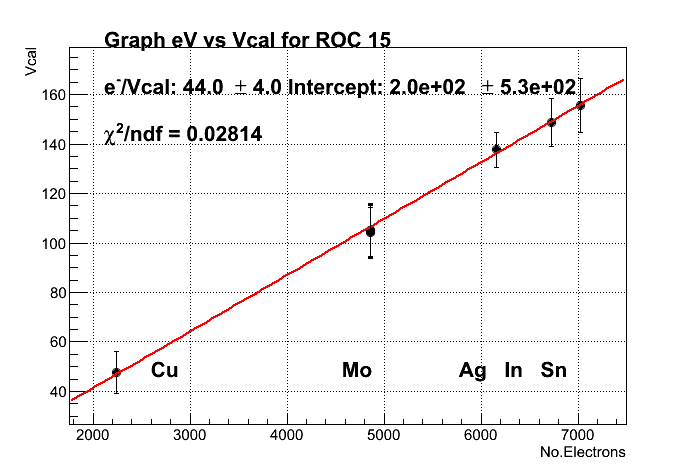 Graph eV vs Vcal for ROC 15
Vcal
e⁻/Vcal: 44.0 ± 4.0 Intercept: 2.0e+02 ± 5.3e+02
χ²/ndf = 0.02814
160
140
120
100
80
60
40
Cu Mo Ag In Sn
2000 3000 4000 5000 6000 7000
No.Electrons